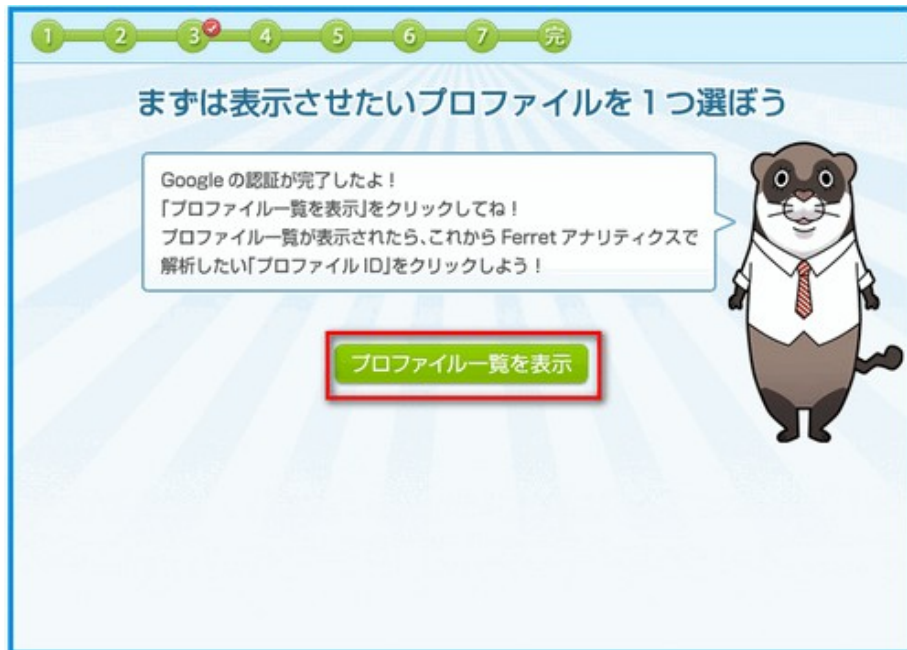 1 2 3 4 5 6 7 完
まずは表示させたいプロファイルを1つ選ぼう
Google の認証が完了したよ！
「プロファイル一覧を表示」をクリックしてね！
プロファイル一覧が表示されたら、これから Ferret アナリティクスで
解析したい「プロファイル ID」をクリックしよう！
プロファイル一覧を表示